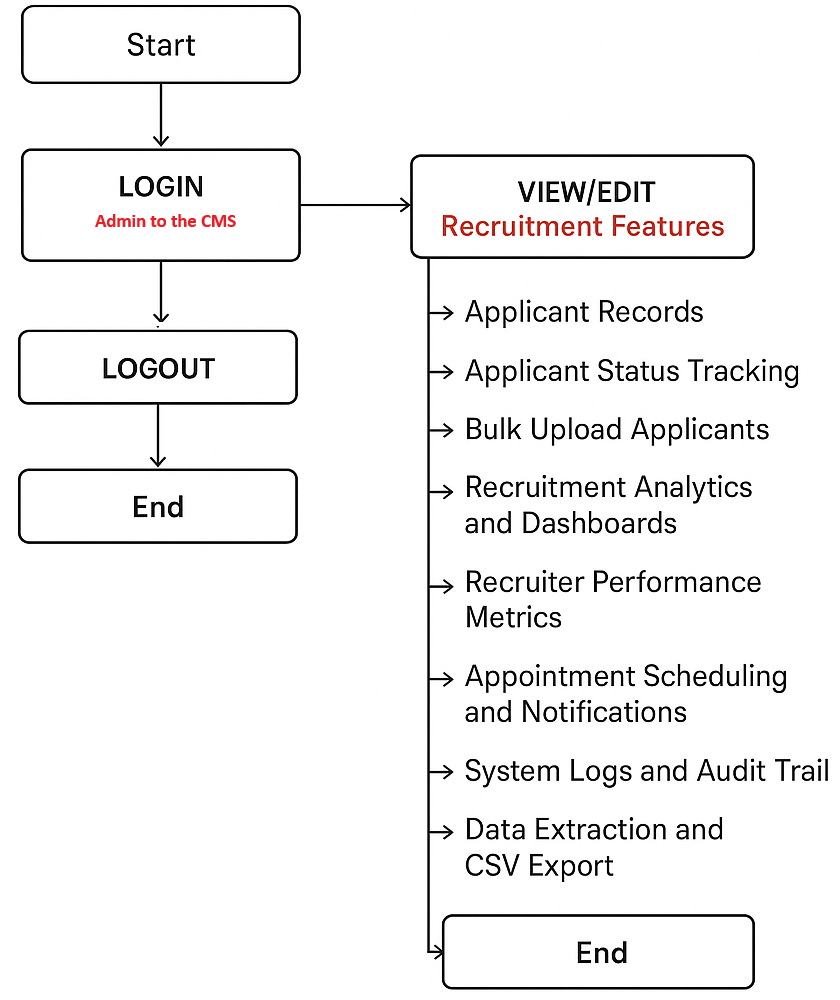 Start
LOGIN
Admin to the CMS
LOGOUT
End
VIEW/EDIT
Recruitment Features
Applicant Records
Applicant Status Tracking
Bulk Upload Applicants
Recruitment Analytics
and Dashboards
Recruiter Performance
Metrics
Appointment Scheduling
and Notifications
System Logs and Audit Trail
Data Extraction and
CSV Export
End